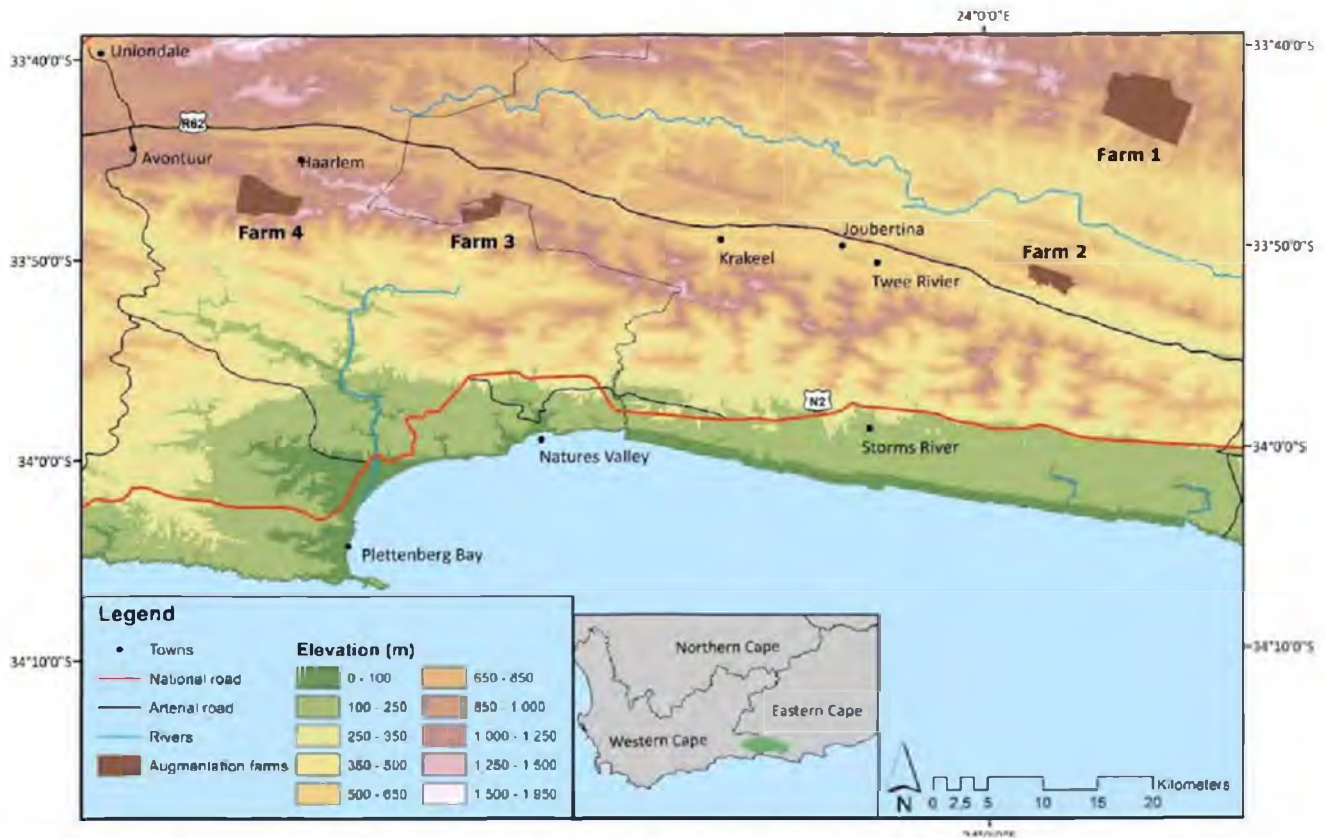 24°0'0"E
33°40'0"S
33°40'0"S
Uniondale
R62
Avontuur
Haarlem
Farm 1
Farm 4
Farm 3
Joubertina
Krakeel
Farm 2
Twee Rivier
33°50'0"S
33°50'0"S
N2
Storms River
Natures Valley
34°0'0"S
34°0'0"S
Plettenberg Bay
Legend
Towns
National road
Arterial road
Rivers
Augmentation farms
Elevation (m)
0 - 100
100 - 250
250 - 350
350 - 500
500 - 650
650 - 850
850 - 1 000
1 000 - 1 250
1 250 - 1 500
1 500 - 1 850
Northern Cape
Eastern Cape
Western Cape
34°10'0"S
34°10'0"S
N
Kilometers
0 2,5 5 10 15 20